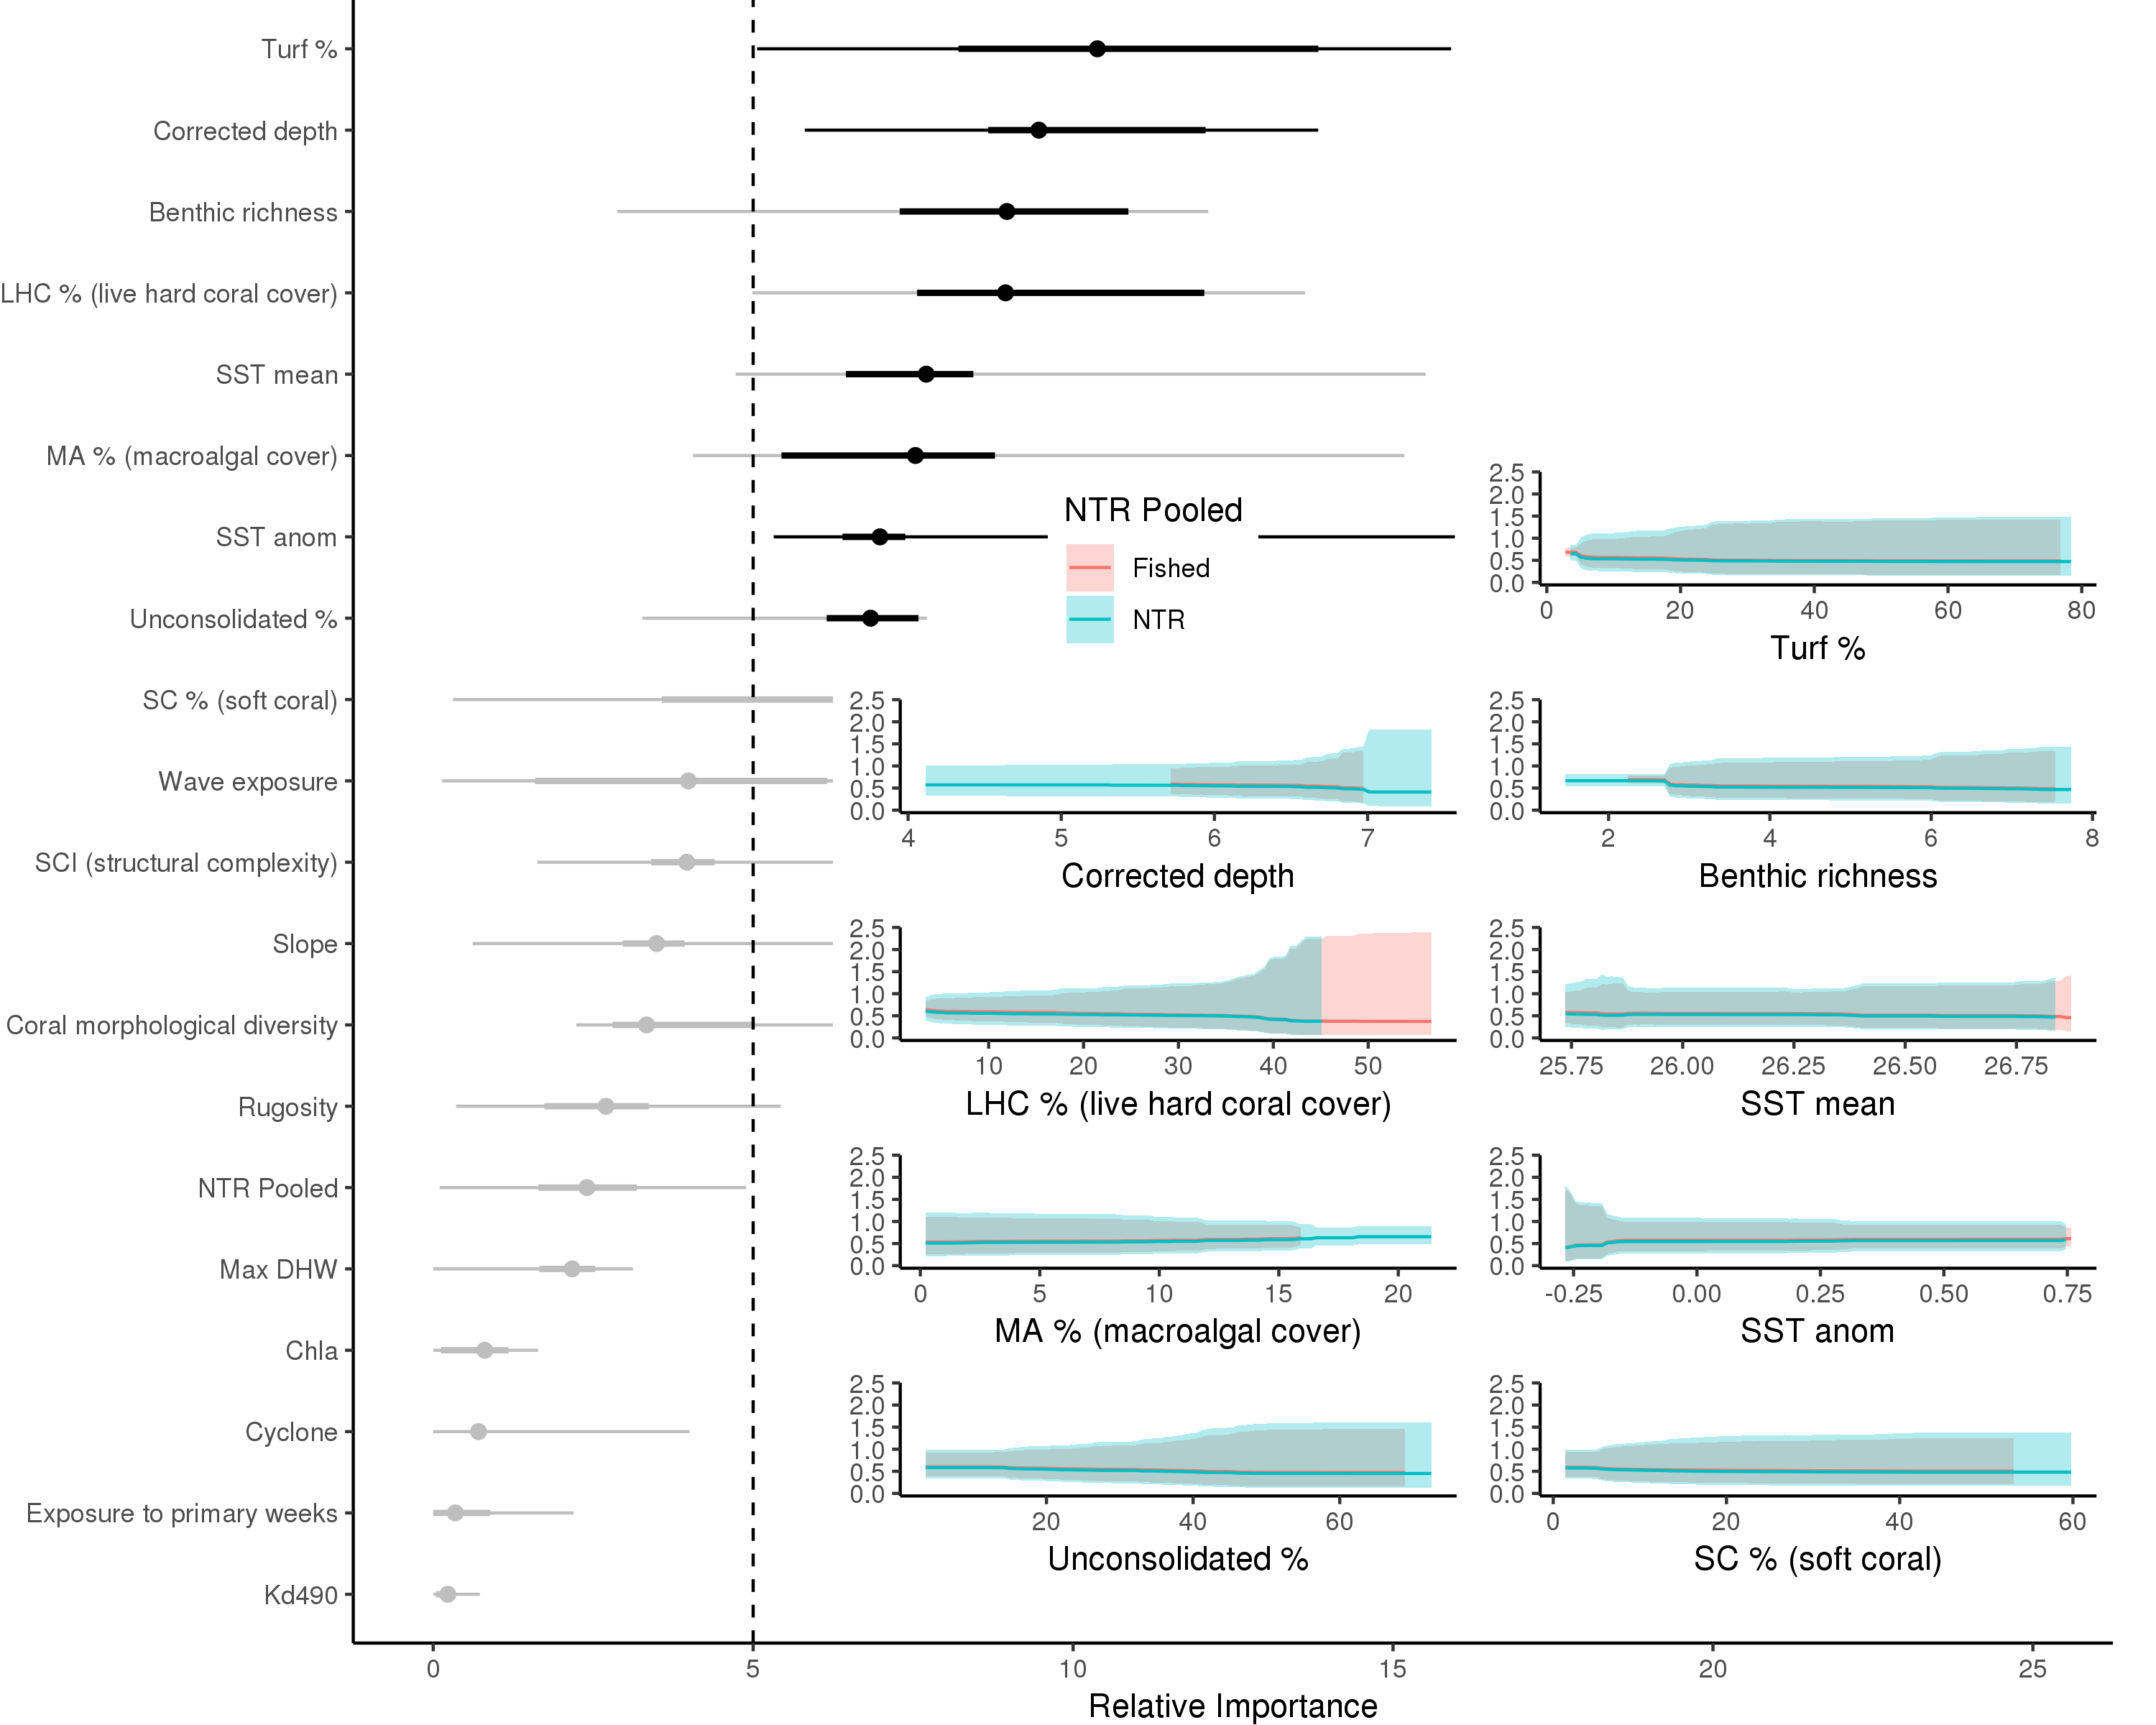 Turf %
Corrected depth
Benthic richness
LHC % (live hard coral cover)
SST mean
MA % (macroalgal cover)
SST anom
Unconsolidated %
SC % (soft coral)
Wave exposure
SCI (structural complexity)
Slope
Coral morphological diversity
Rugosity
NTR Pooled
Max DHW
Chla
Cyclone
Exposure to primary weeks
Kd490
0 5 10 15 20 25
Relative Importance
NTR Pooled
Fished
NTR
2.5
2.0
1.5
1.0
0.5
0.0
0 20 40 60 80
Turf %
2.5
2.0
1.5
1.0
0.5
0.0
4 5 6 7
Corrected depth
2.5
2.0
1.5
1.0
0.5
0.0
2 4 6 8
Benthic richness
2.5
2.0
1.5
1.0
0.5
0.0
10 20 30 40 50
LHC % (live hard coral cover)
2.5
2.0
1.5
1.0
0.5
0.0
25.75 26.00 26.25 26.50 26.75
SST mean
2.5
2.0
1.5
1.0
0.5
0.0
0 5 10 15 20
MA % (macroalgal cover)
2.5
2.0
1.5
1.0
0.5
0.0
-0.25 0.00 0.25 0.50 0.75
SST anom
2.5
2.0
1.5
1.0
0.5
0.0
20 40 60
Unconsolidated %
2.5
2.0
1.5
1.0
0.5
0.0
0 20 40 60
SC % (soft coral)